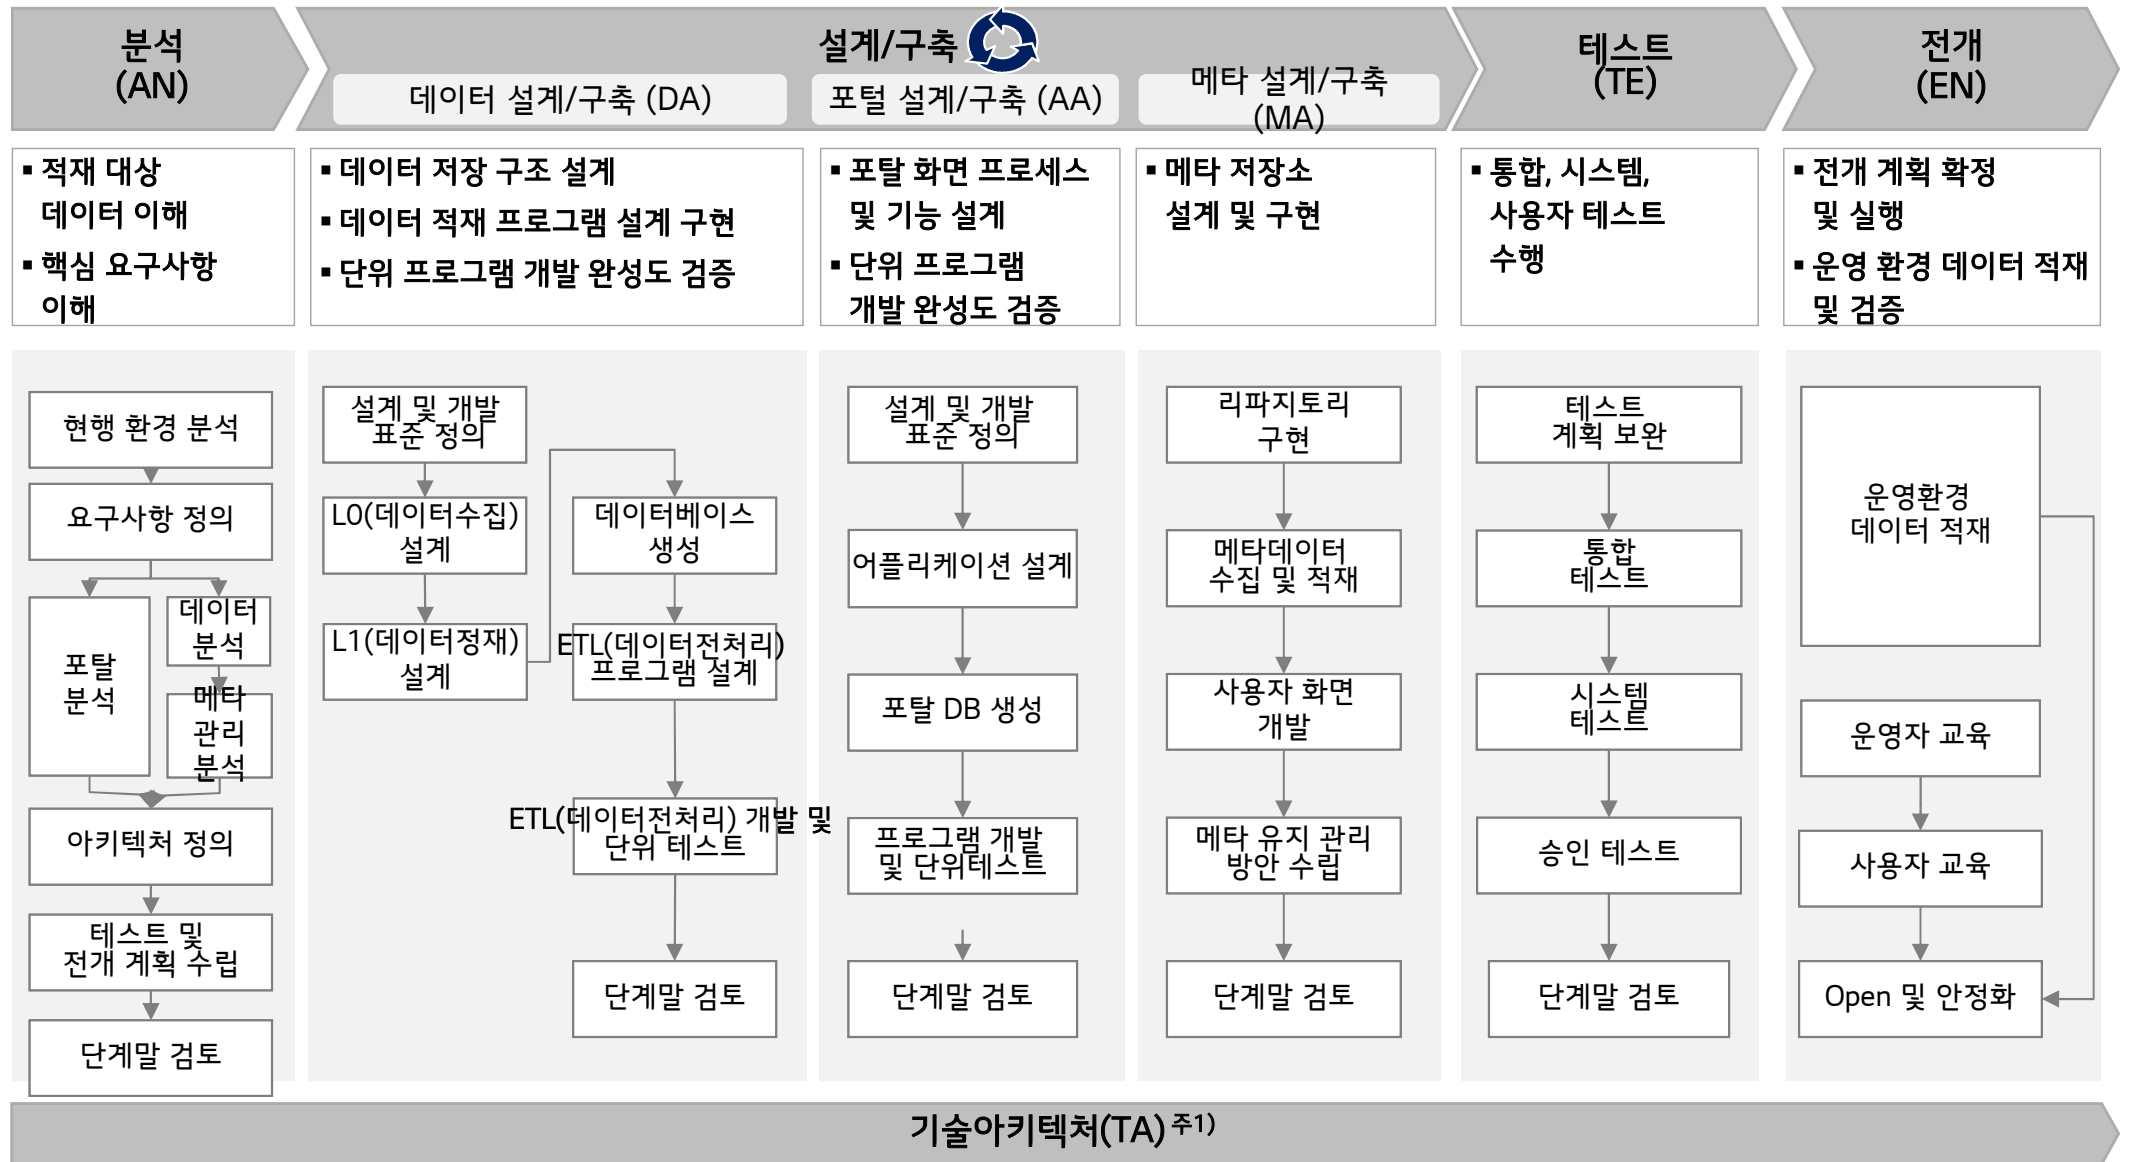 분석
(AN)
설계/구축
데이터 설계/구축 (DA)
포털 설계/구축 (AA)
메타 설계/구축
(MA)
테스트
(TE)
전개
(EN)
▪ 적재 대상
데이터 이해
▪ 핵심 요구사항
이해
▪ 데이터 저장 구조 설계
▪ 데이터 적재 프로그램 설계 구현
▪ 단위 프로그램 개발 완성도 검증
▪ 포탈 화면 프로세스
및 기능 설계
▪ 단위 프로그램
개발 완성도 검증
▪ 메타 저장소
설계 및 구현
▪ 통합, 시스템,
사용자 테스트
수행
▪ 전개 계획 확정
및 실행
▪ 운영 환경 데이터 적재
및 검증
현행 환경 분석
요구사항 정의
포탈
분석
데이터
분석
메타
관리
분석
아키텍처 정의
테스트 및
전개 계획 수립
단계말 검토
설계 및 개발
표준 정의
L0(데이터수집)
설계
L1(데이터정재)
설계
데이터베이스
생성
ETL(데이터전처리)
프로그램 설계
ETL(데이터전처리) 개발 및
단위 테스트
단계말 검토
설계 및 개발
표준 정의
어플리케이션 설계
포탈 DB 생성
프로그램 개발
및 단위테스트
단계말 검토
리파지토리
구현
메타데이터
수집 및 적재
사용자 화면
개발
메타 유지 관리
방안 수립
단계말 검토
테스트
계획 보완
통합
테스트
시스템
테스트
승인 테스트
단계말 검토
운영환경
데이터 적재
운영자 교육
사용자 교육
Open 및 안정화
기술아키텍처(TA) 주1)